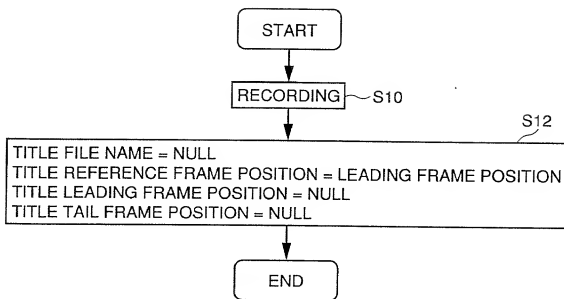 START
RECORDING
S10
S12
TITLE FILE NAME = NULL
TITLE REFERENCE FRAME POSITION = LEADING FRAME POSITION
TITLE LEADING FRAME POSITION = NULL
TITLE TAIL FRAME POSITION = NULL
END